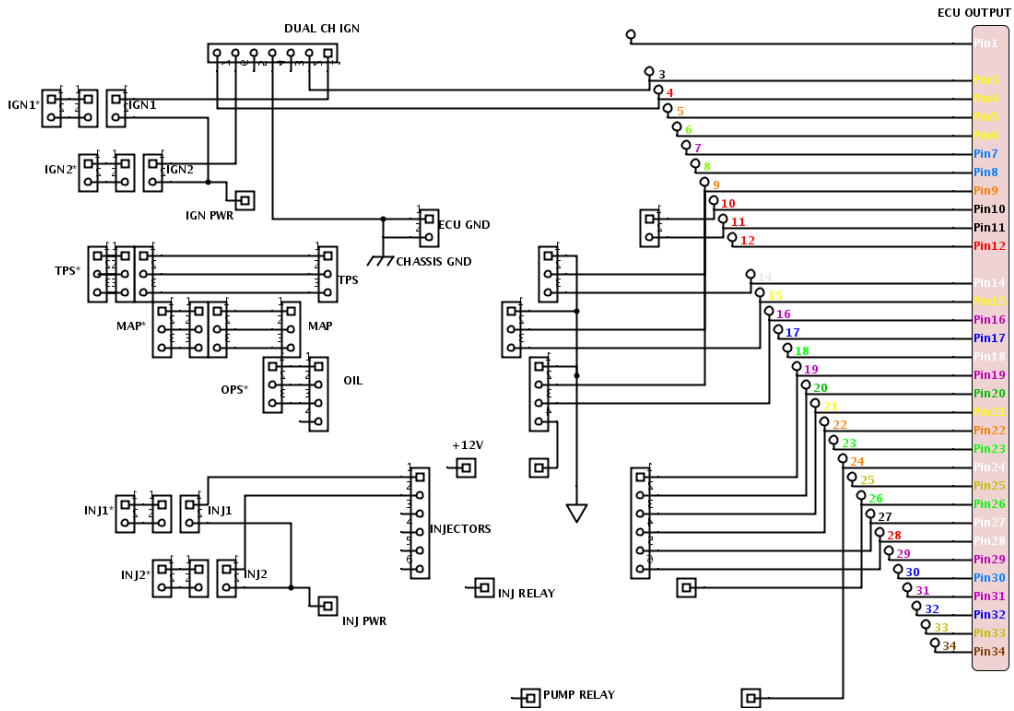 ECU OUTPUT
DUAL CH IGN
Pin1
3 Pin3
4 Pin4
5 Pin5
6 Pin6
7 Pin7
8 Pin8
9 Pin9
10 Pin10
11 Pin11
12 Pin12
14 Pin14
15 Pin15
16 Pin16
17 Pin17
18 Pin18
19 Pin19
20 Pin20
21 Pin21
22 Pin22
23 Pin23
24 Pin24
25 Pin25
26 Pin26
27 Pin27
28 Pin28
29 Pin29
30 Pin30
31 Pin31
32 Pin32
33 Pin33
34 Pin34
IGN1* IGN1
IGN2* IGN2
IGN PWR
ECU GND
CHASSIS GND
TPS* TPS
MAP* MAP
OPS* OIL
+12V
INJ1* INJ1
INJECTORS
INJ2* INJ2
INJ RELAY
INJ PWR
PUMP RELAY